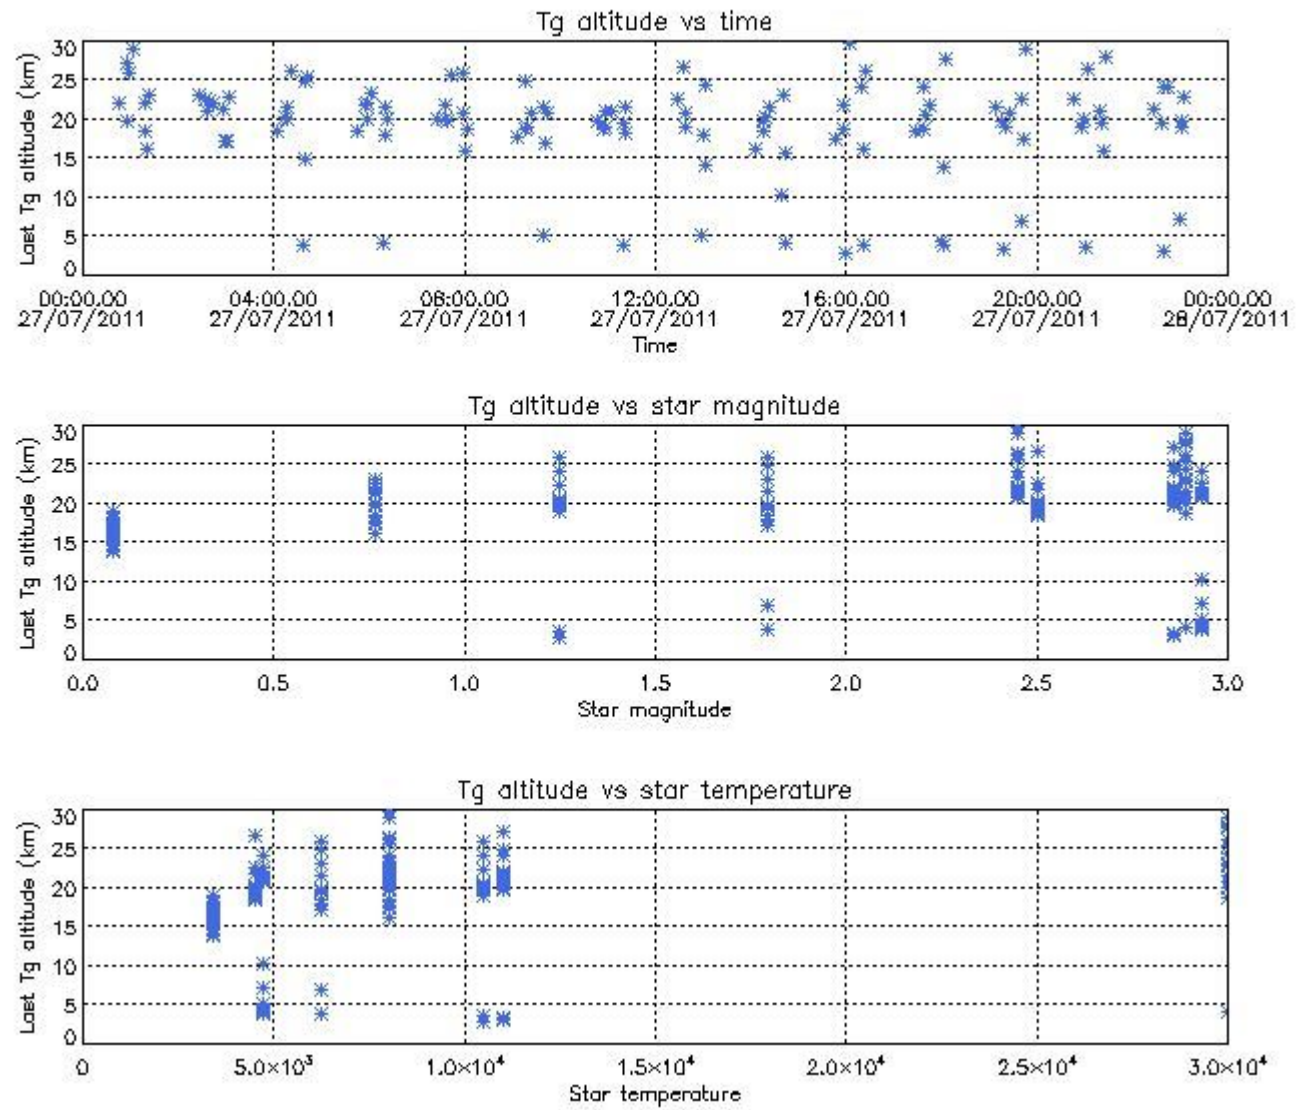 Tg altitude vs time
Last Tg altitude (km)
30
25
20
15
10
5
0
00:00.00 04:00.00 08:00.00 12:00.00 16:00.00 20:00.00 00:00.00
27/07/2011 27/07/2011 27/07/2011 27/07/2011 27/07/2011 27/07/2011 28/07/2011
Time
Tg altitude vs star magnitude
Last Tg altitude (km)
30
25
20
15
10
5
0
0.0 0.5 1.0 1.5 2.0 2.5 3.0
Star magnitude
Tg altitude vs star temperature
Last Tg altitude (km)
30
25
20
15
10
5
0
0 5.0×10³ 1.0×10⁴ 1.5×10⁴ 2.0×10⁴ 2.5×10⁴ 3.0×10⁴
Star temperature